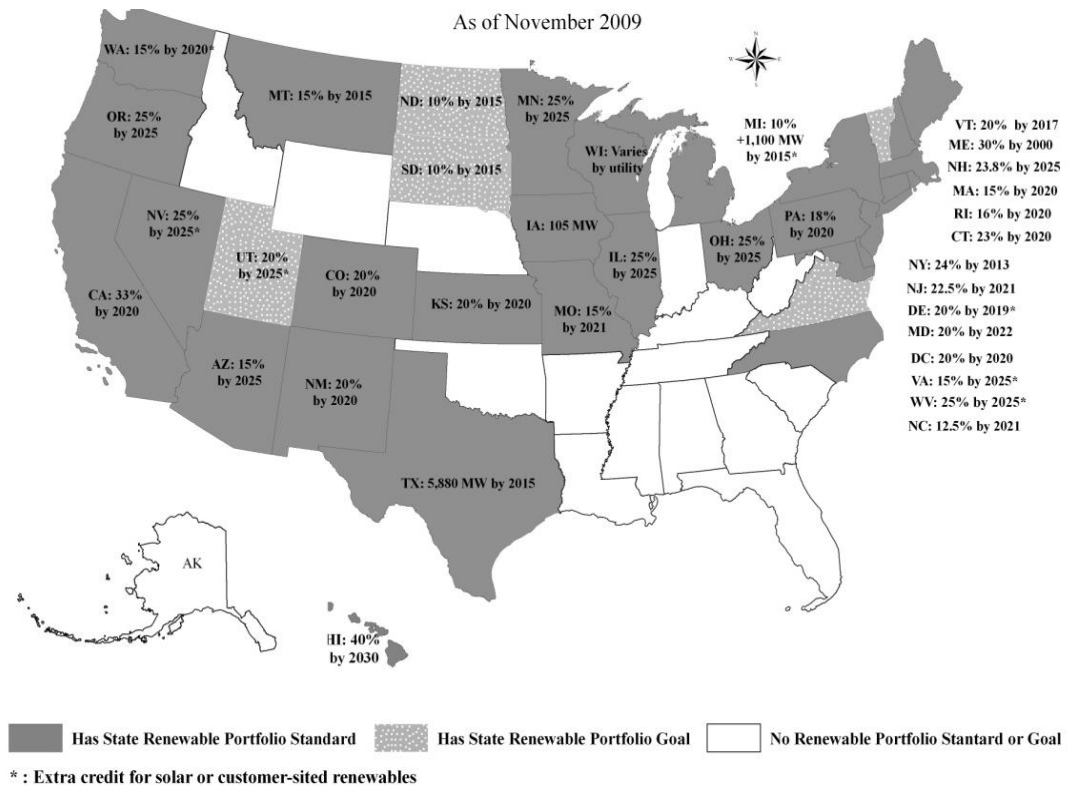 As of November 2009
WA: 15% by 2020*
MT: 15% by 2015
ND: 10% by 2015
MN: 25%
by 2025
OR: 25%
by 2025
SD: 10% by 2015
WI: Varies
by utility
MI: 10%
+1,100 MW
by 2015*
VT: 20% by 2017
ME: 30% by 2000
NH: 23.8% by 2025
MA: 15% by 2020
RI: 16% by 2020
CT: 23% by 2020
NV: 25%
by 2025*
IA: 105 MW
PA: 18%
by 2020
UT: 20%
by 2025*
CO: 20%
by 2020
IL: 25%
by 2025
OH: 25%
by 2025
NY: 24% by 2013
NJ: 22.5% by 2021
DE: 20% by 2019*
MD: 20% by 2022
DC: 20% by 2020
VA: 15% by 2025*
WV: 25% by 2025*
NC: 12.5% by 2021
CA: 33%
by 2020
KS: 20% by 2020
MO: 15%
by 2021
AZ: 15%
by 2025
NM: 20%
by 2020
TX: 5,880 MW by 2015
AK
HI: 40%
by 2030
Has State Renewable Portfolio Standard
Has State Renewable Portfolio Goal
No Renewable Portfolio Stantard or Goal
* : Extra credit for solar or customer-sited renewables